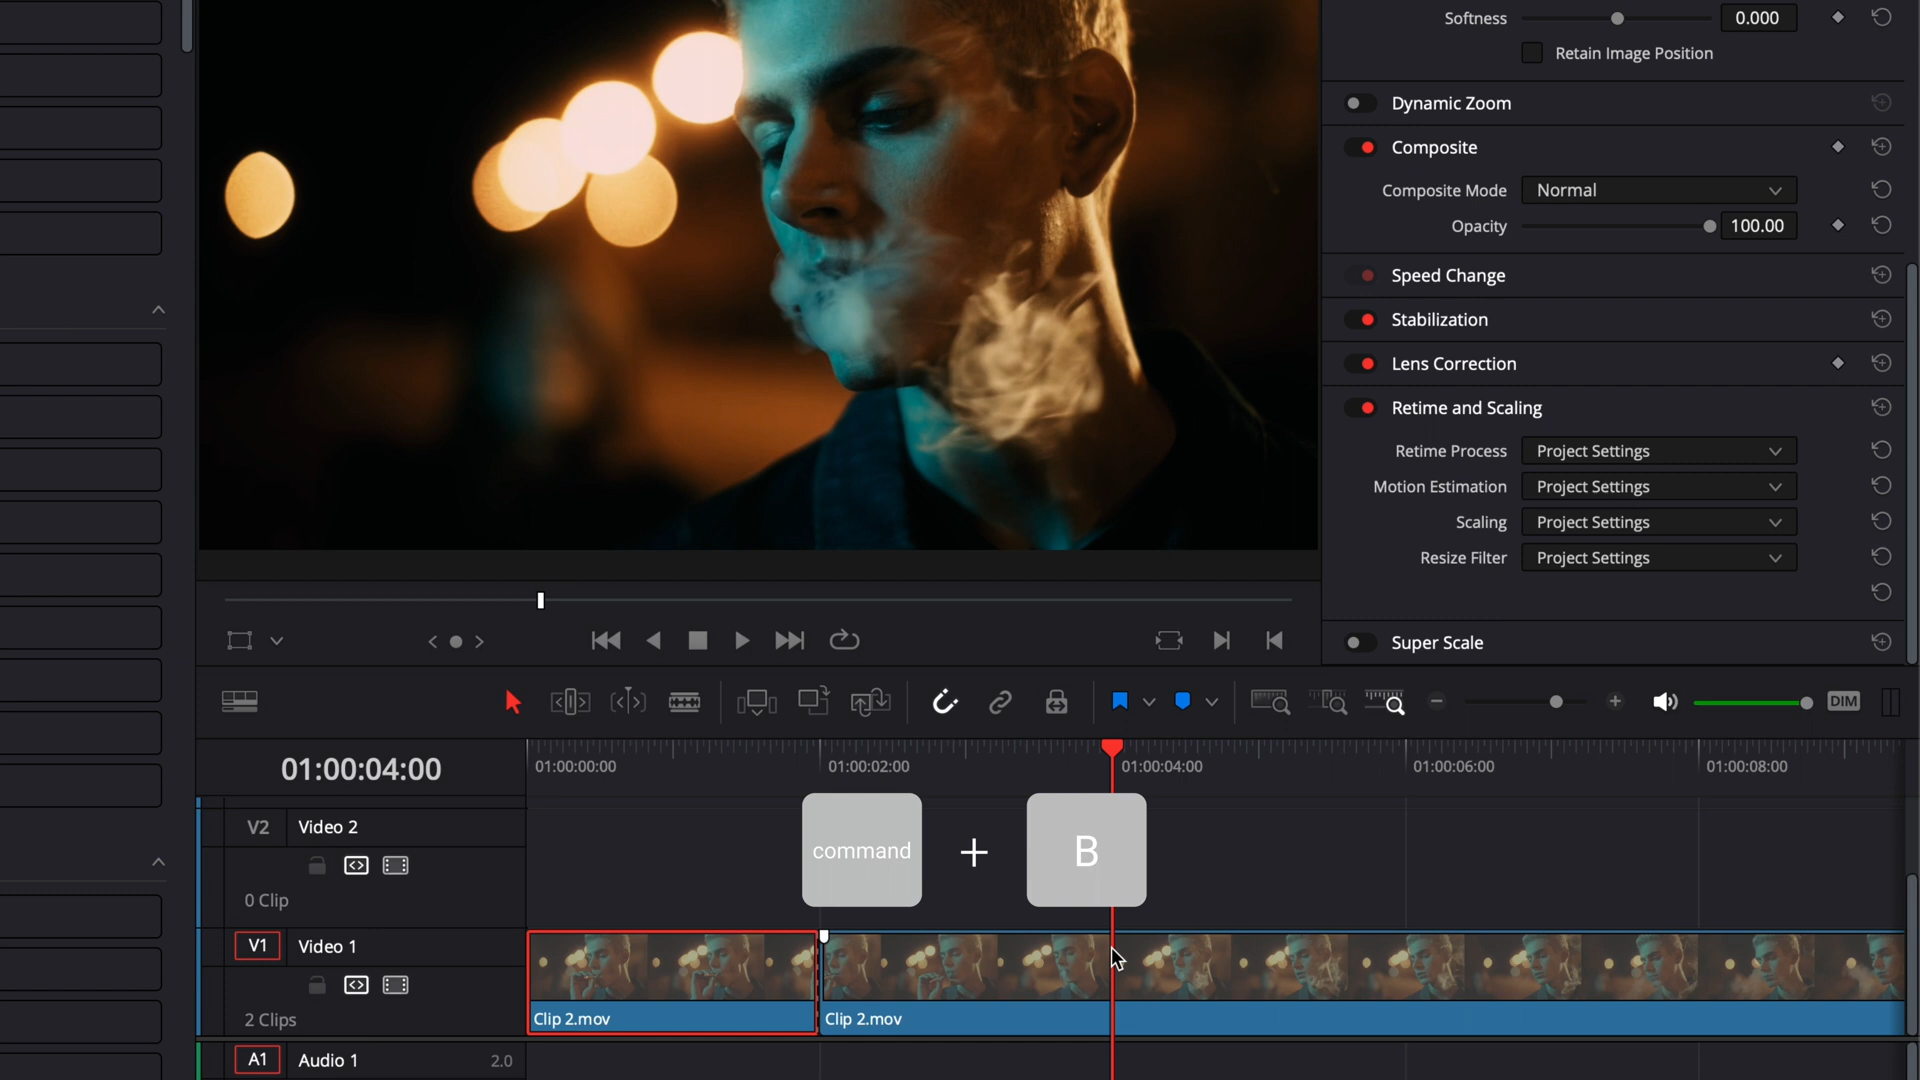 Softness 0.000
Retain Image Position
Dynamic Zoom
Composite
Composite Mode Normal
Opacity 100.00
Speed Change
Stabilization
Lens Correction
Retime and Scaling
Retime Process Project Settings
Motion Estimation Project Settings
Scaling Project Settings
Resize Filter Project Settings
Super Scale
DIM
01:00:04:00
01:00:00:00 01:00:02:00 01:00:04:00 01:00:06:00 01:00:08:00
V2 Video 2
command + B
0 Clip
V1 Video 1
2 Clips
Clip 2.mov Clip 2.mov
A1 Audio 1 2.0